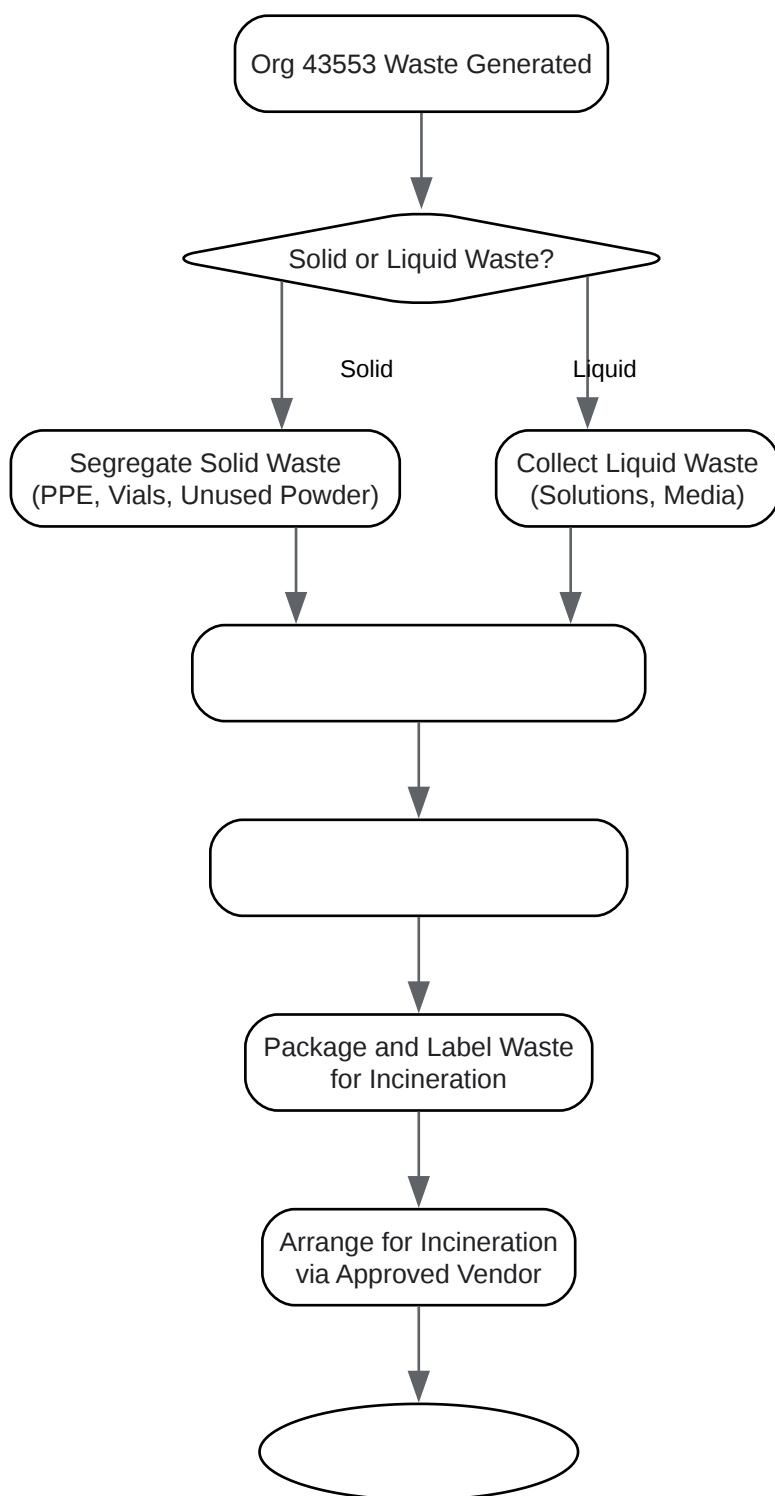 Org 43553 Waste Generated
Solid or Liquid Waste?
Solid
Liquid
Segregate Solid Waste
(PPE, Vials, Unused Powder)
Collect Liquid Waste
(Solutions, Media)
Package and Label Waste
for Incineration
Arrange for Incineration
via Approved Vendor